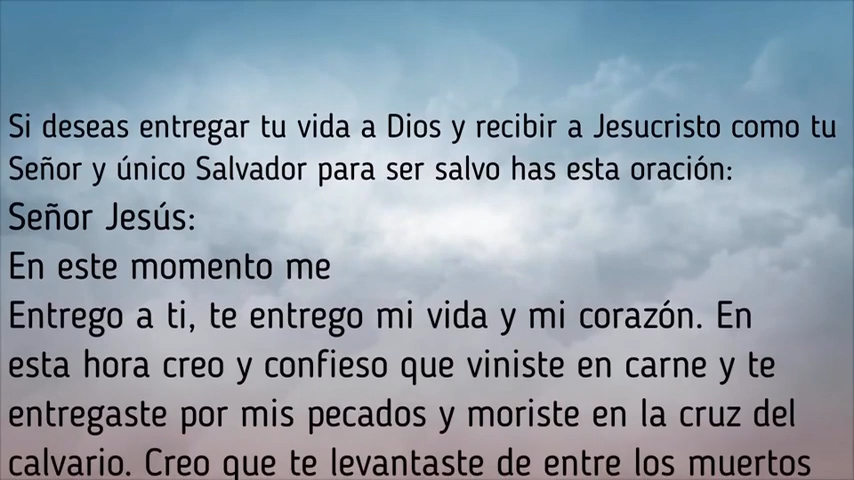 Si deseas entregar tu vida a Dios y recibir a Jesucristo como tu
Señor y único Salvador para ser salvo has esta oración:
Señor Jesús:
En este momento me
Entrego a ti, te entrego mi vida y mi corazón. En
esta hora creo y confieso que viniste en carne y te
entregaste por mis pecados y moriste en la cruz del
calvario. Creo que te levantaste de entre los muertos